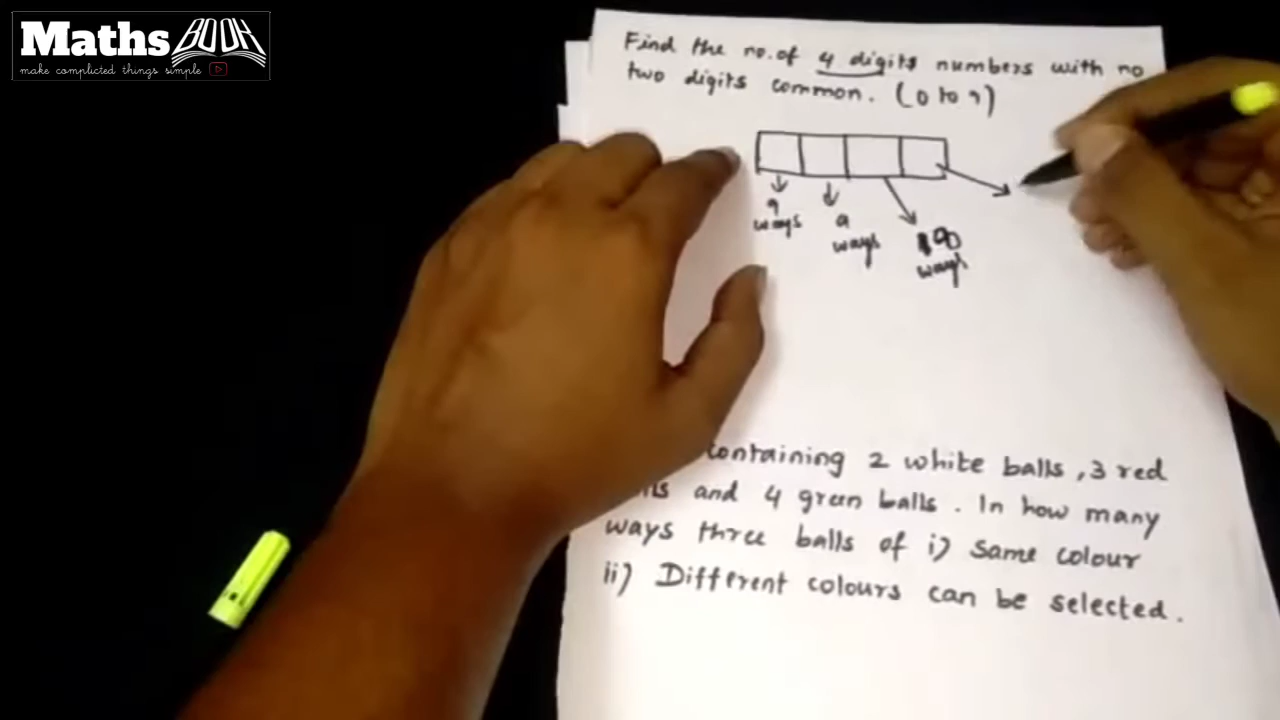 Maths BOOK
make complicted things simple
Find the no. of 4 digits numbers with no
two digits common. (0 to 9)
9 ways
9 ways
ways
containing 2 white balls, 3 red
and 4 green balls. In how many
ways three balls of i) Same colour
ii) Different colours can be selected.